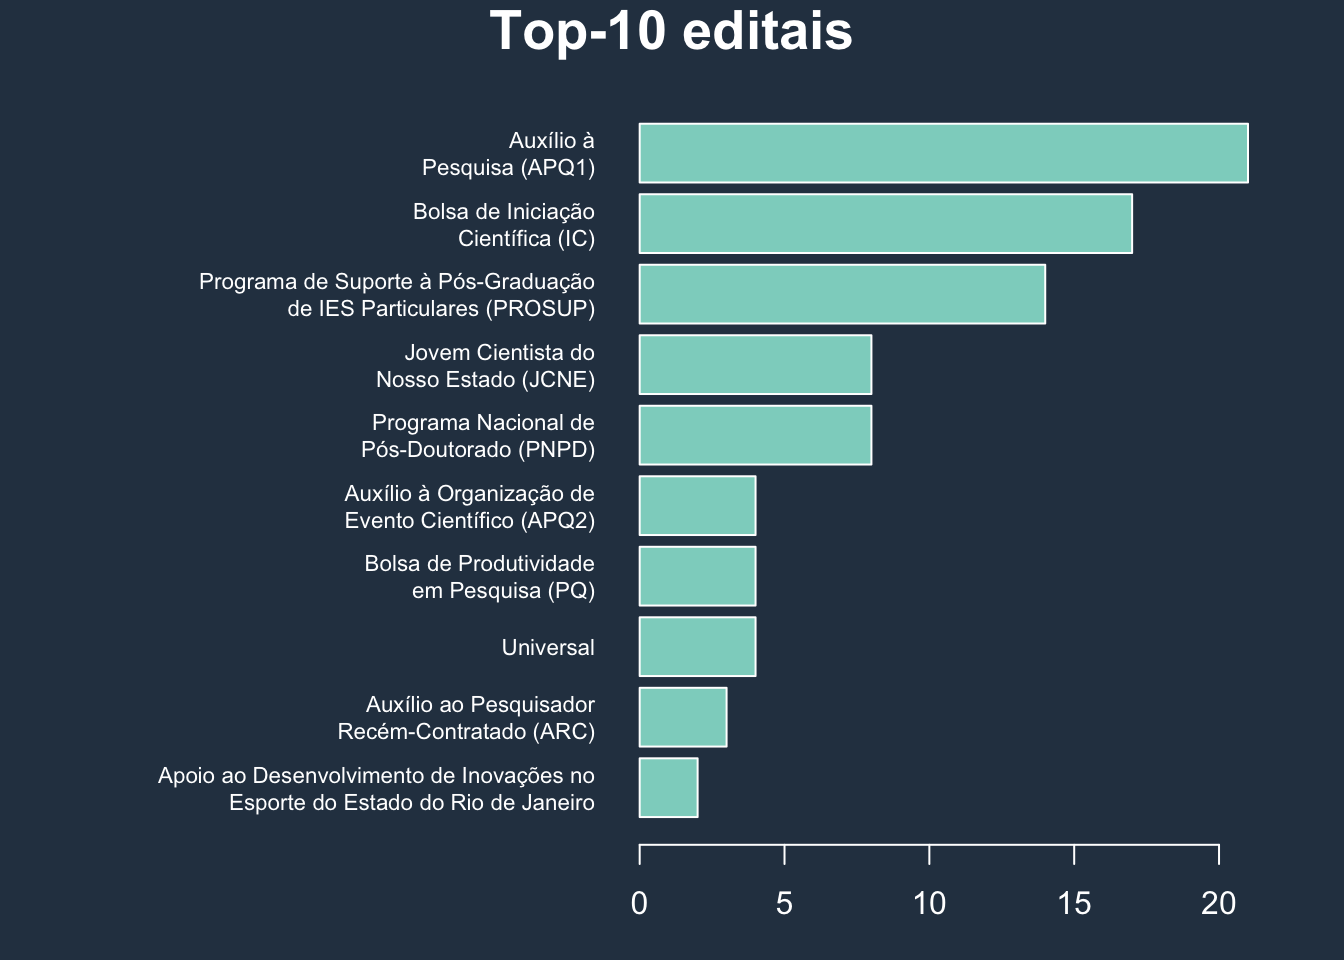 Top-10 editais
Auxílio à
Pesquisa (APQ1)
Bolsa de Iniciação
Científica (IC)
Programa de Suporte à Pós-Graduação
de IES Particulares (PROSUP)
Jovem Cientista do
Nosso Estado (JCNE)
Programa Nacional de
Pós-Doutorado (PNPD)
Auxílio à Organização de
Evento Científico (APQ2)
Bolsa de Produtividade
em Pesquisa (PQ)
Universal
Auxílio ao Pesquisador
Recém-Contratado (ARC)
Apoio ao Desenvolvimento de Inovações no
Esporte do Estado do Rio de Janeiro
0 5 10 15 20